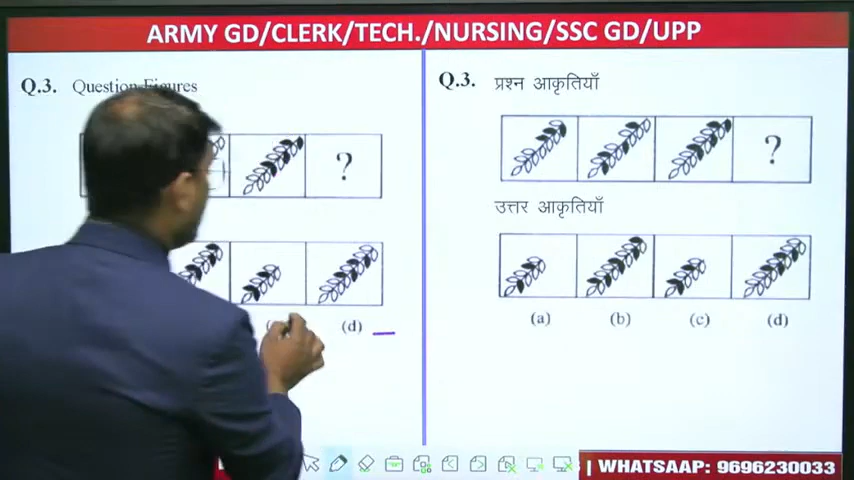 ARMY GD/CLERK/TECH./NURSING/SSC GD/UPP
Q.3. Question Figures
?
(d)
Q.3. प्रश्न आकृतियाँ
?
उत्तर आकृतियाँ
(a) (b) (c) (d)
| WHATSAAP: 9696230033